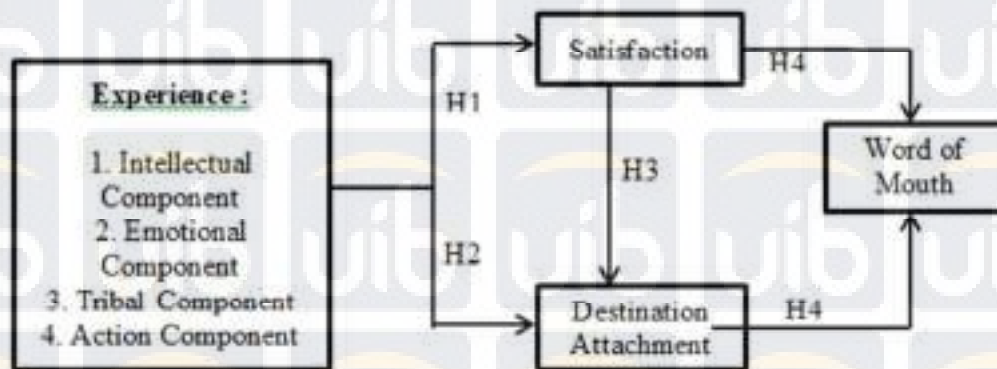 Experience :
1. Intellectual
Component
2. Emotional
Component
3. Tribal Component
4. Action Component
H1
H2
Satisfaction
H3
Destination
Attachment
H4
H4
Word of
Mouth
uib